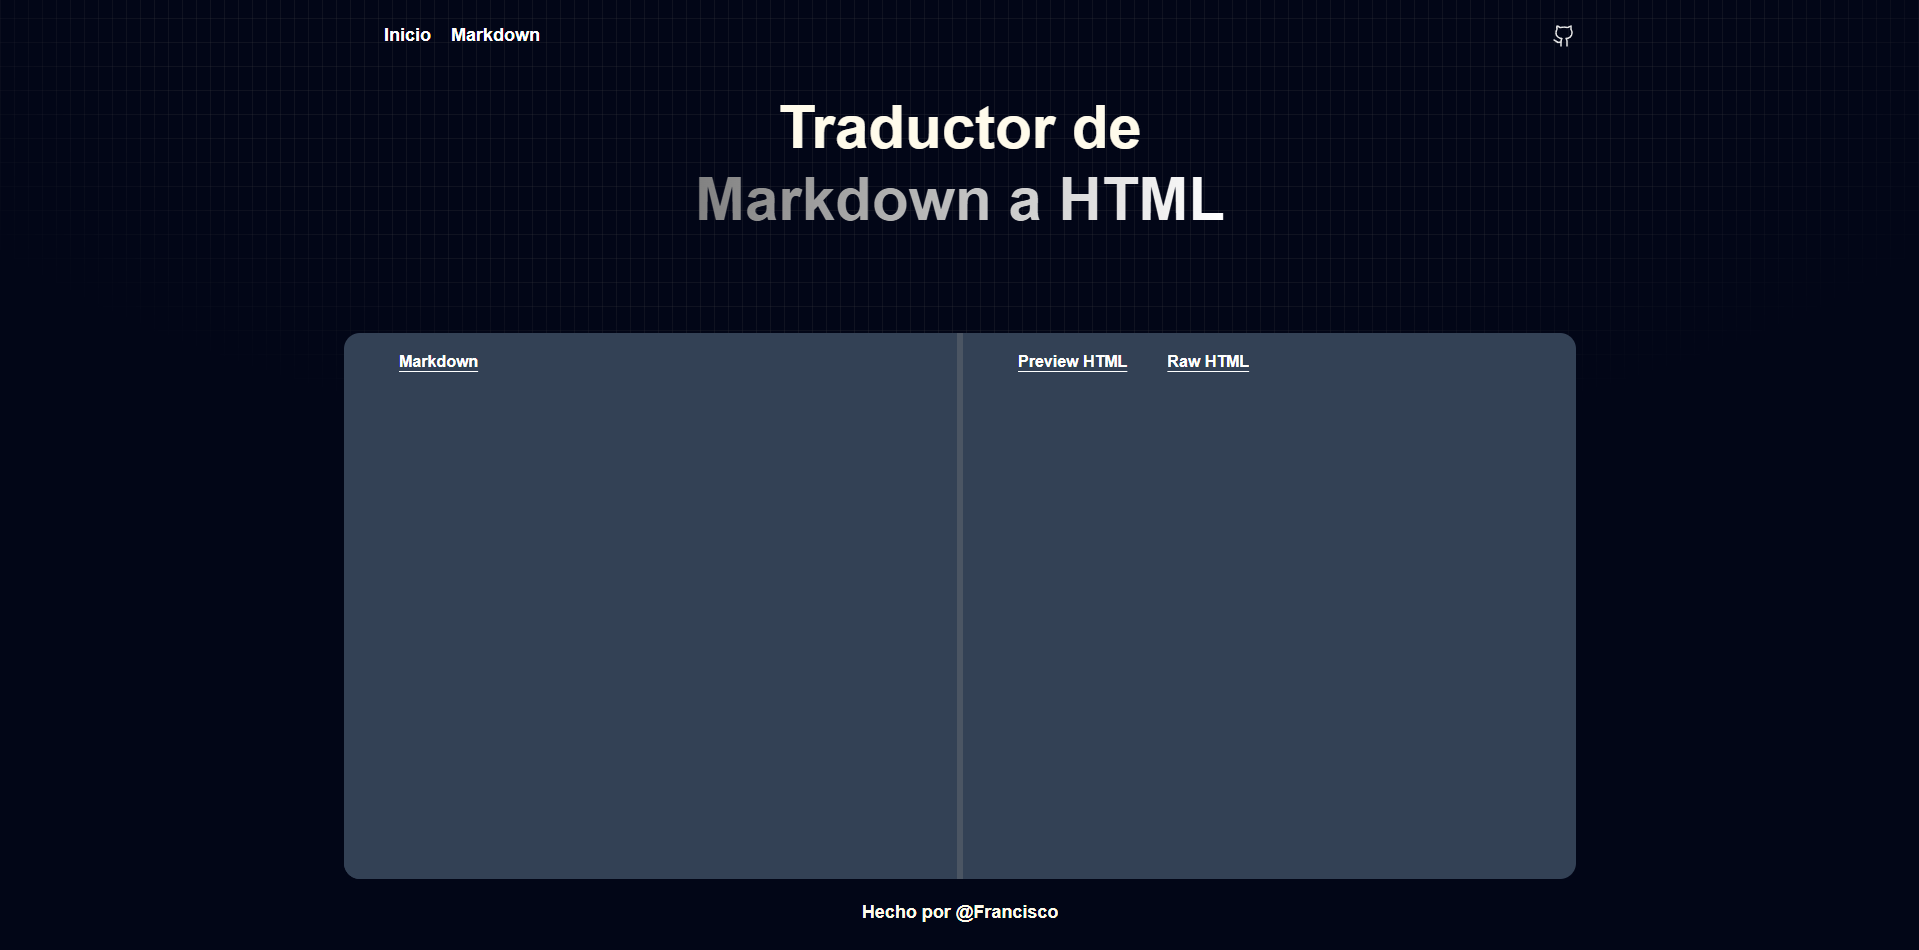 Inicio Markdown
Traductor de
Markdown a HTML
Markdown
Preview HTML Raw HTML
Hecho por @Francisco